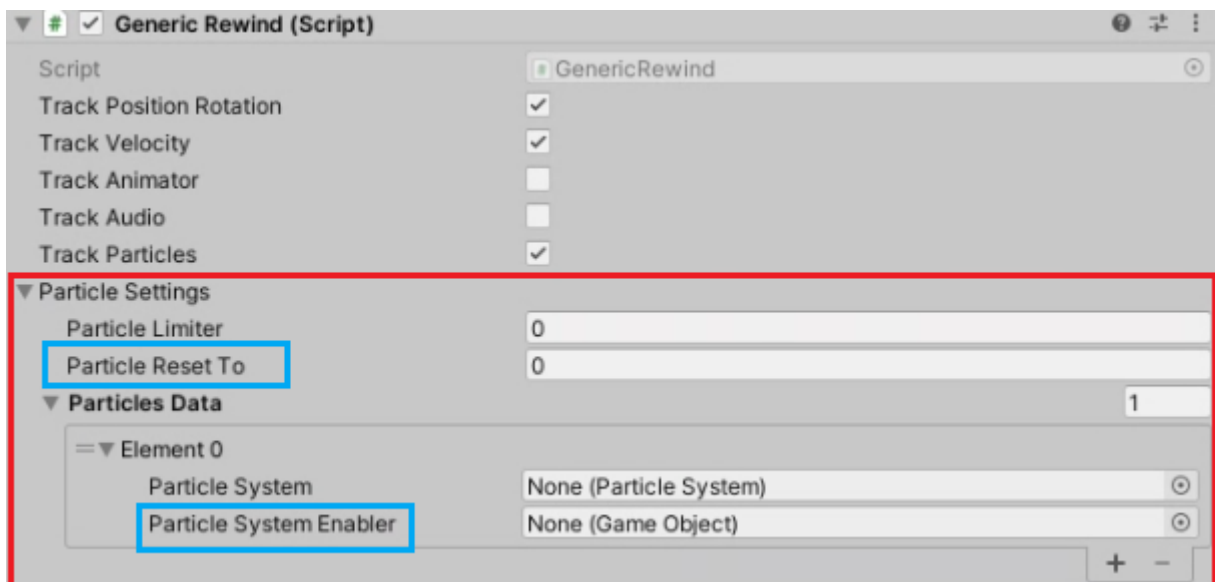 # Generic Rewind (Script)
Script # GenericRewind
Track Position Rotation
Track Velocity
Track Animator
Track Audio
Track Particles
Particle Settings
Particle Limiter 0
Particle Reset To 0
Particles Data 1
Element 0
Particle System None (Particle System)
Particle System Enabler None (Game Object)
+ −